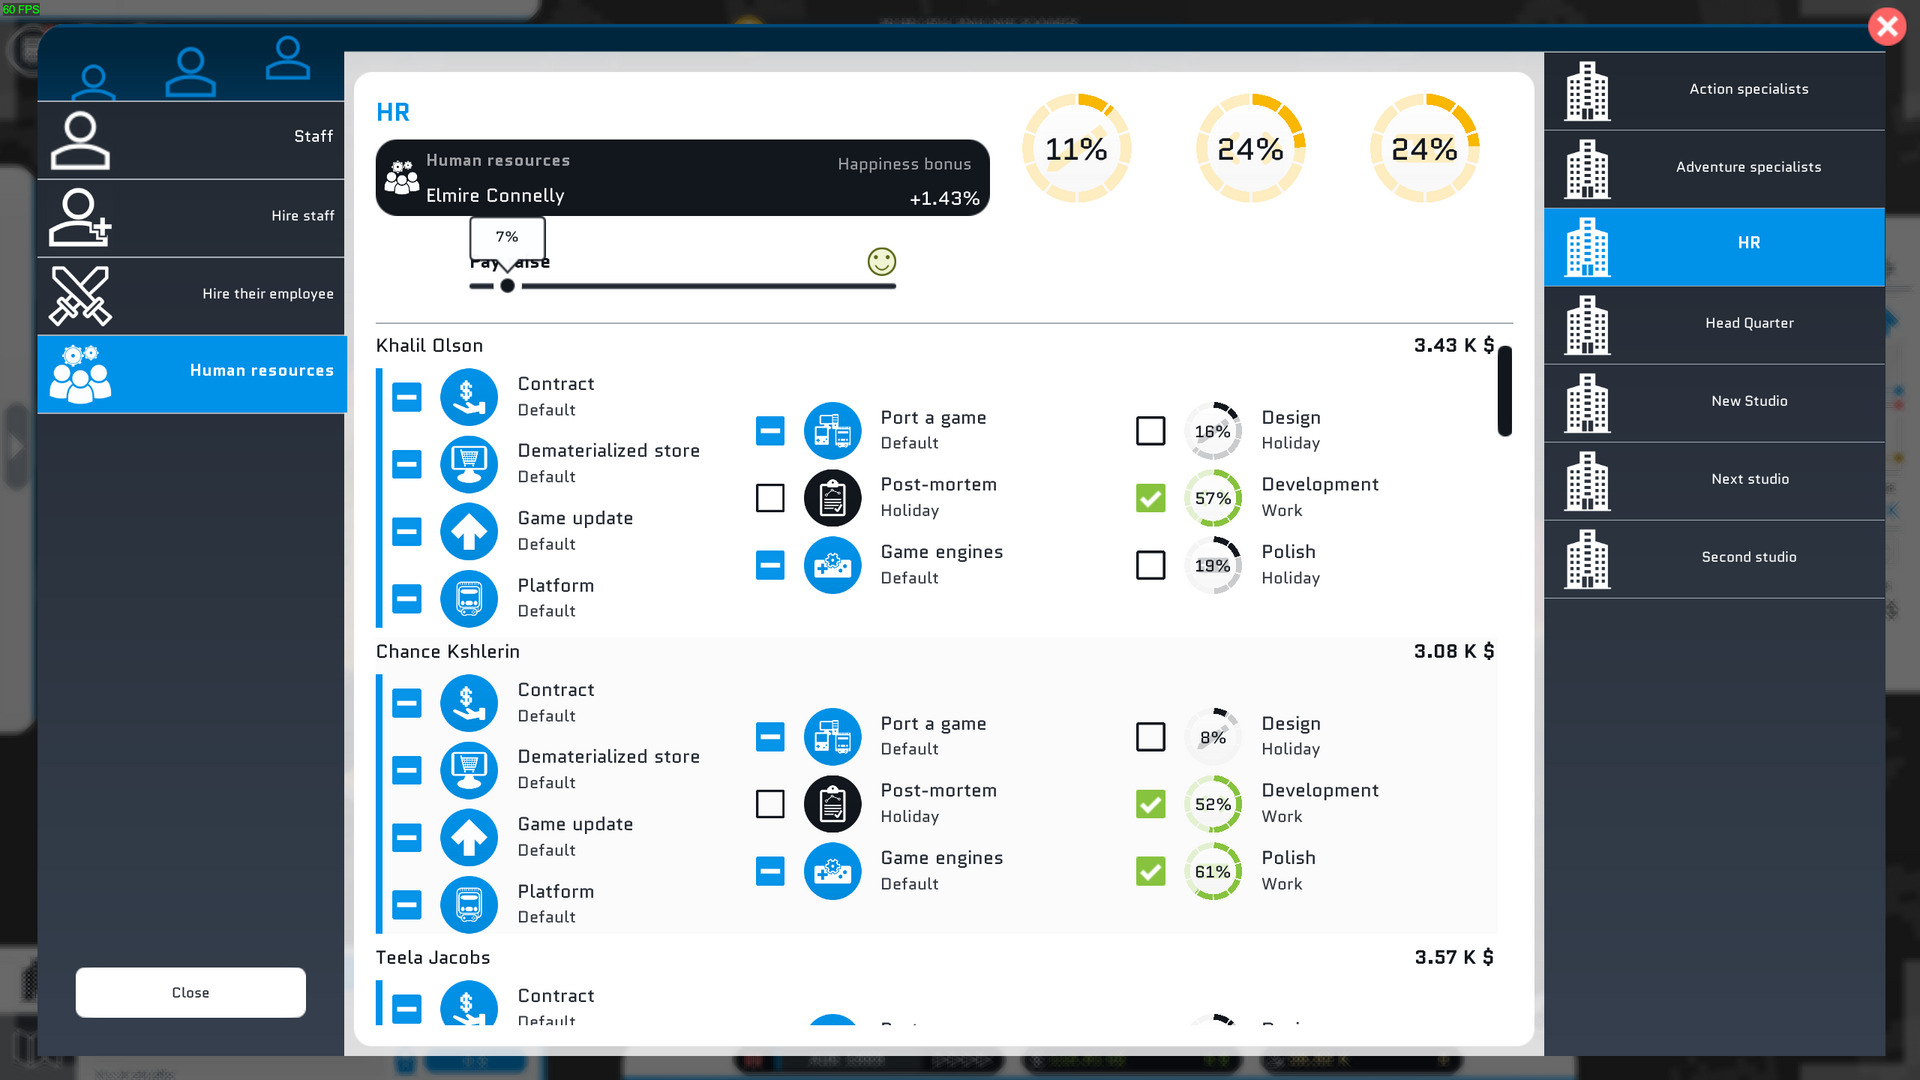 60 FPS
Staff
Hire staff
Hire their employee
Human resources
Close
HR
Human resources
Happiness bonus
Elmire Connelly
+1.43%
11%
24%
24%
7%
Khalil Olson
3.43 K $
Contract
Default
Dematerialized store
Default
Game update
Default
Platform
Default
Port a game
Default
Post-mortem
Holiday
Game engines
Default
16%
Design
Holiday
57%
Development
Work
19%
Polish
Holiday
Chance Kshlerin
3.08 K $
Contract
Default
Dematerialized store
Default
Game update
Default
Platform
Default
Port a game
Default
Post-mortem
Holiday
Game engines
Default
8%
Design
Holiday
52%
Development
Work
61%
Polish
Work
Teela Jacobs
3.57 K $
Contract
Default
Action specialists
Adventure specialists
HR
Head Quarter
New Studio
Next studio
Second studio